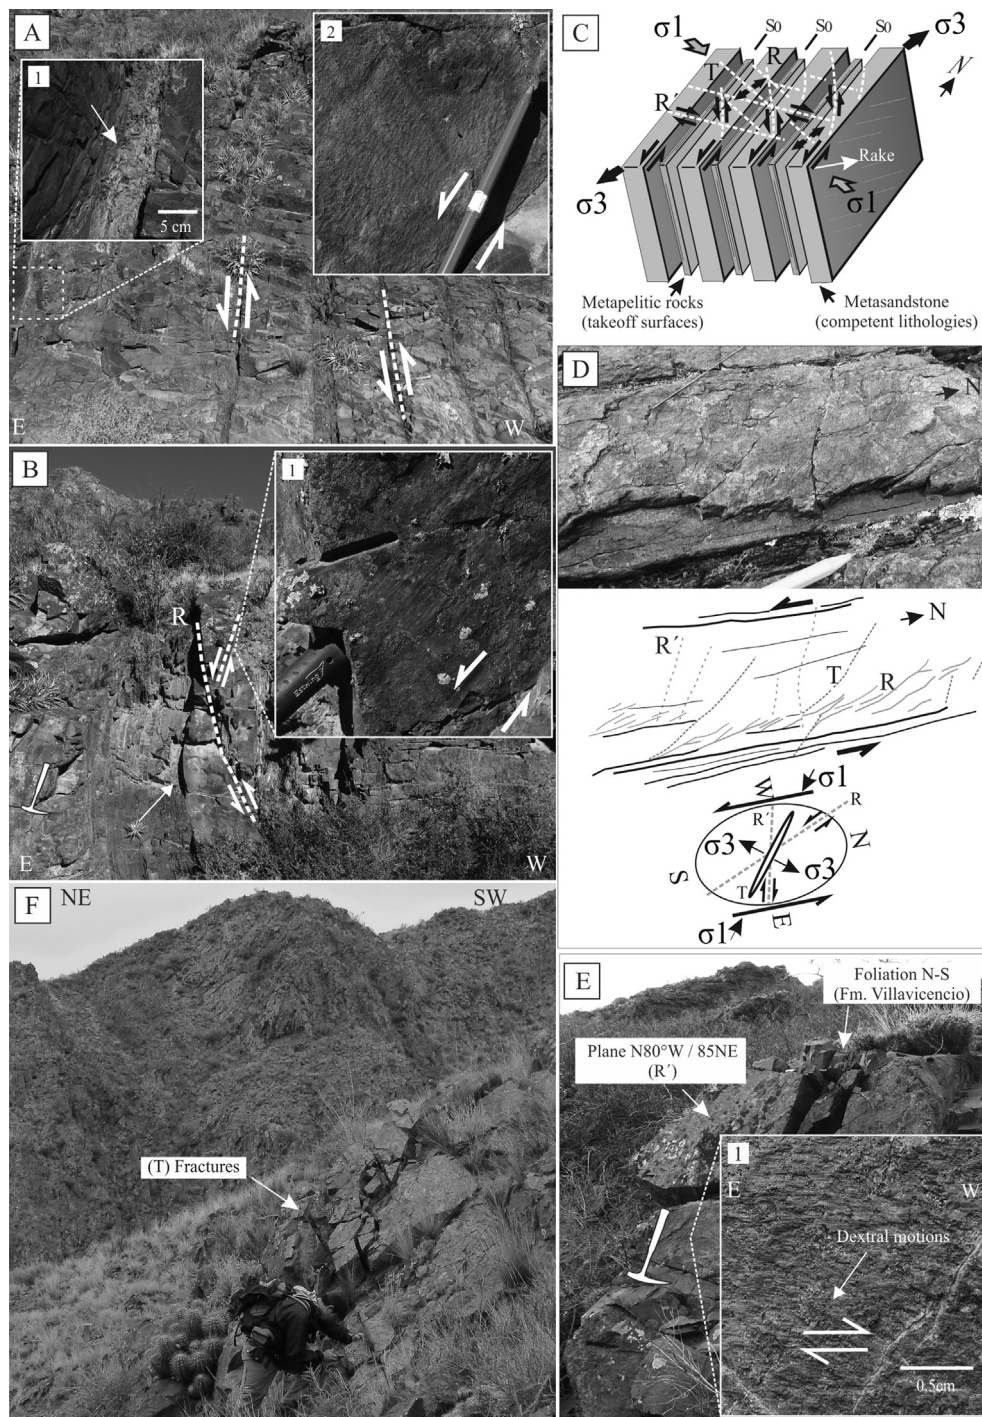 A
1
5 cm
2
E
W
B
R
1
Estwing
E
W
C
σ1
S0
S0
S0
σ3
N
T
R
R´
Rake
σ3
σ1
Metapelitic rocks
(takeoff surfaces)
Metasandstone
(competent lithologies)
D
N
N
R´
T
R
σ1
W
R
R´
N
σ3
σ3
S
T
E
σ1
E
Foliation N-S
(Fm. Villavicencio)
Plane N80°W / 85NE
(R´)
1
E
W
Dextral motions
0.5cm
F
NE
SW
(T) Fractures